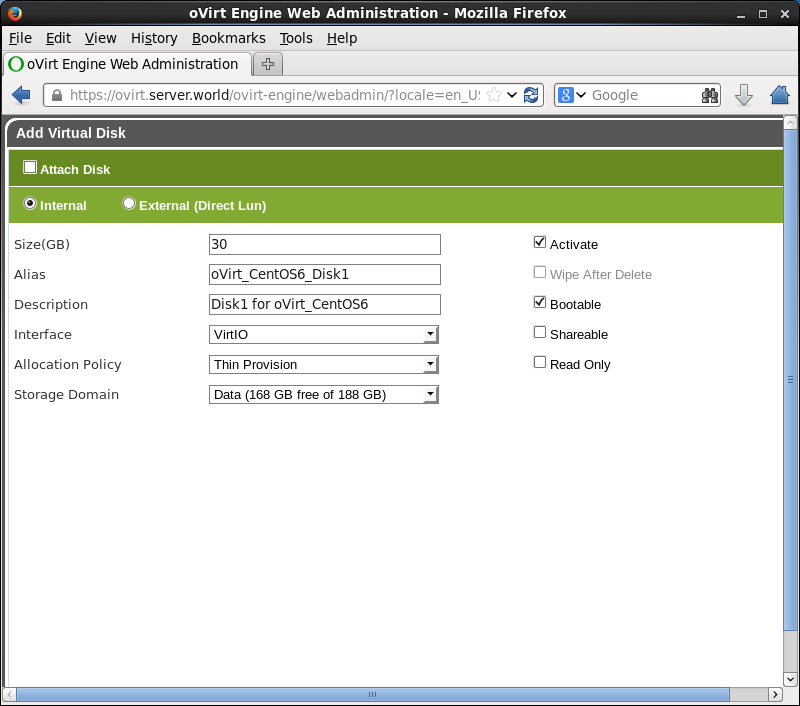 oVirt Engine Web Administration - Mozilla Firefox
File Edit View History Bookmarks Tools Help
oVirt Engine Web Administration
https://ovirt.server.world/ovirt-engine/webadmin/?locale=en_US
8 Google
Add Virtual Disk
Attach Disk
Internal External (Direct Lun)
Size(GB) 30 Activate
Alias oVirt_CentOS6_Disk1 Wipe After Delete
Description Disk1 for oVirt_CentOS6 Bootable
Interface VirtIO Shareable
Allocation Policy Thin Provision Read Only
Storage Domain Data (168 GB free of 188 GB)